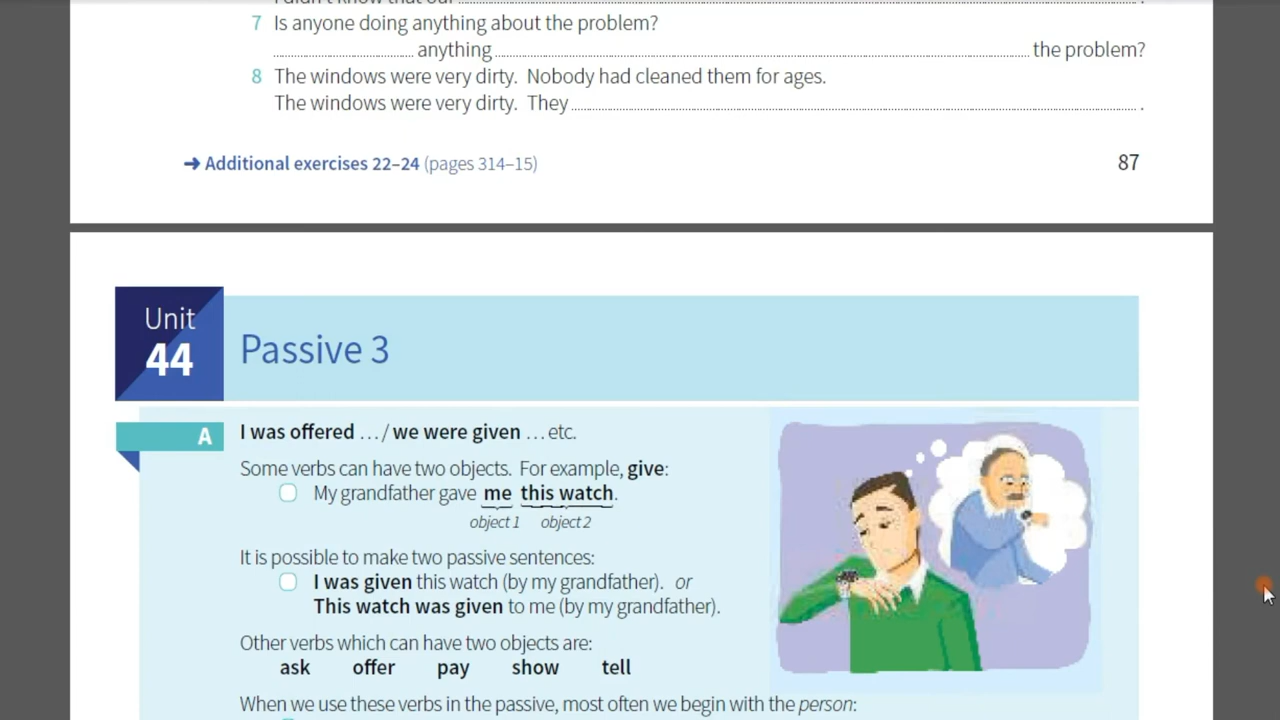 7 Is anyone doing anything about the problem?
anything the problem?
8 The windows were very dirty. Nobody had cleaned them for ages.
The windows were very dirty. They .
➜ Additional exercises 22–24 (pages 314–15)
87
Unit
44
Passive 3
A
I was offered … / we were given … etc.
Some verbs can have two objects. For example, give:
My grandfather gave me this watch.
object 1 object 2
It is possible to make two passive sentences:
I was given this watch (by my grandfather). or
This watch was given to me (by my grandfather).
Other verbs which can have two objects are:
ask offer pay show tell
When we use these verbs in the passive, most often we begin with the person: